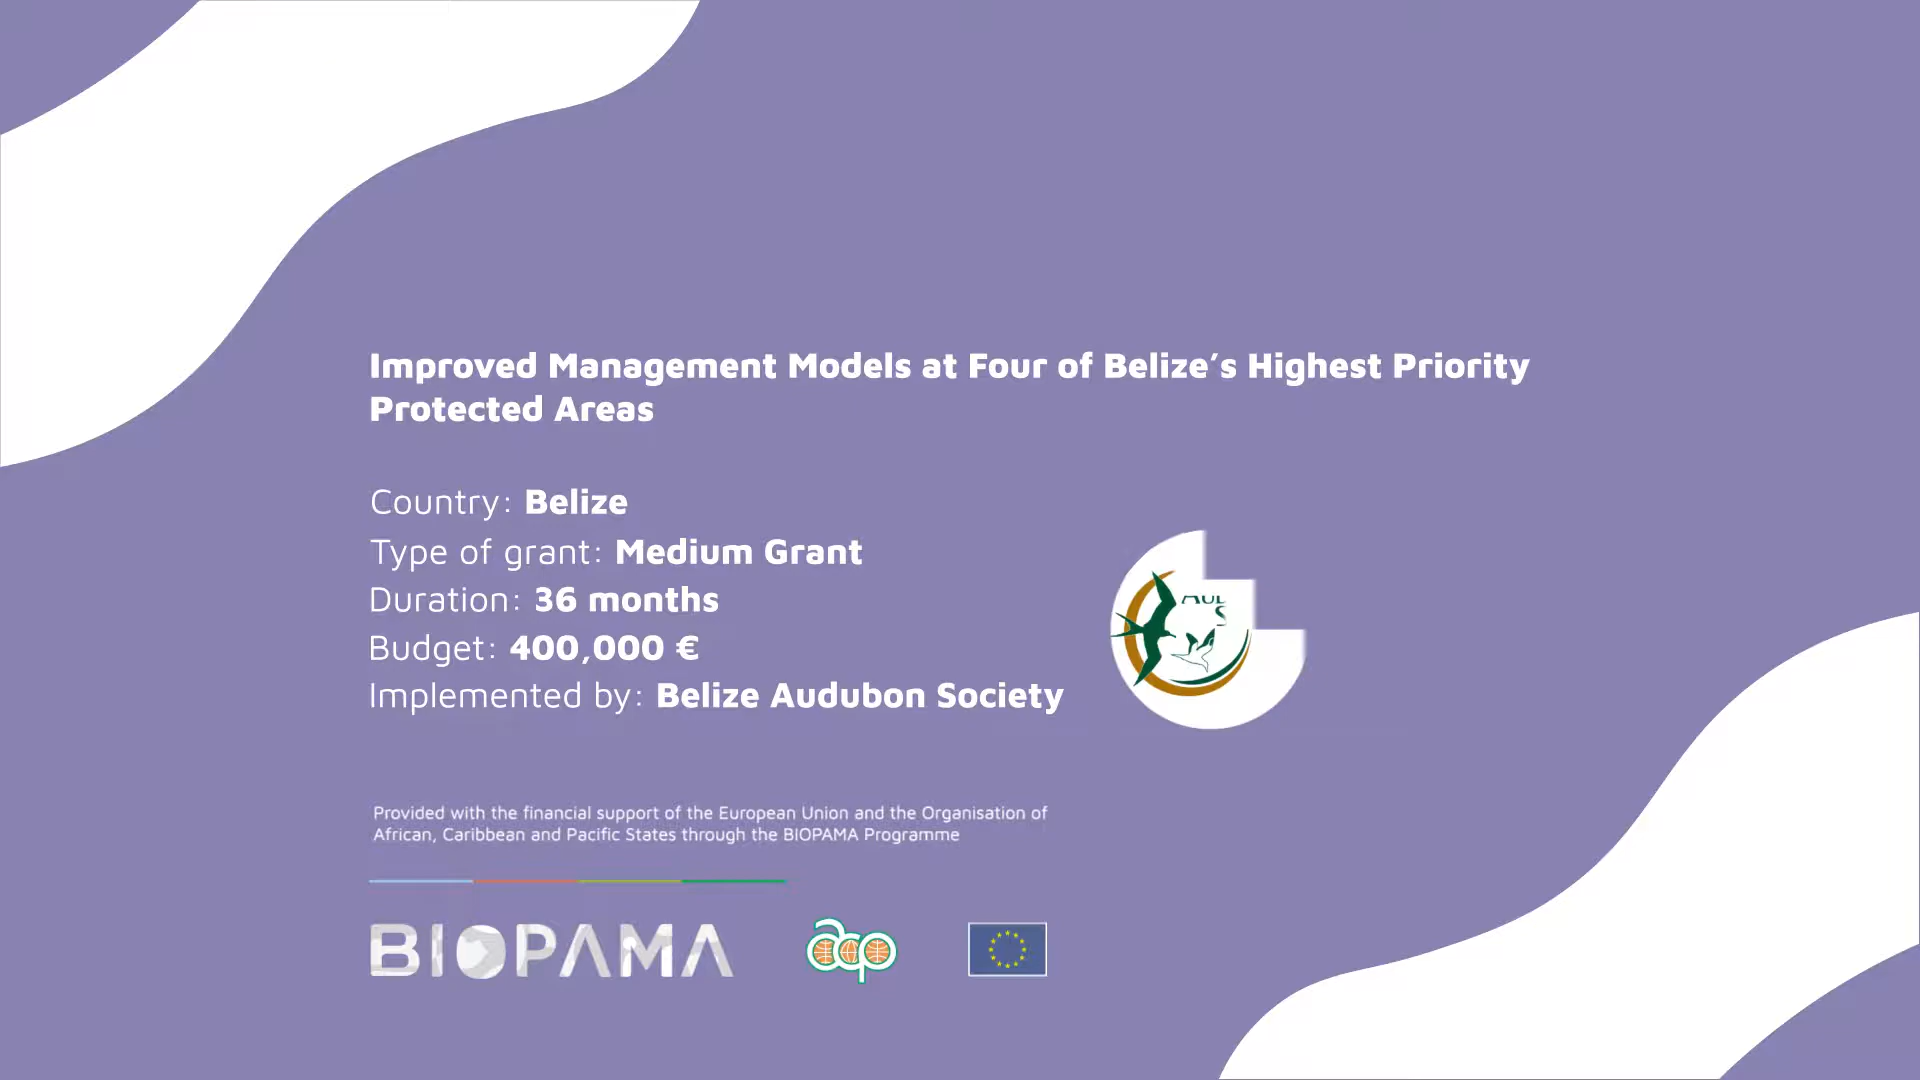 Improved Management Models at Four of Belize’s Highest Priority
Protected Areas
Country: Belize
Type of grant: Medium Grant
Duration: 36 months
Budget: 400,000 €
Implemented by: Belize Audubon Society
Provided with the financial support of the European Union and the Organisation of
African, Caribbean and Pacific States through the BIOPAMA Programme
BIOPAMA
acp